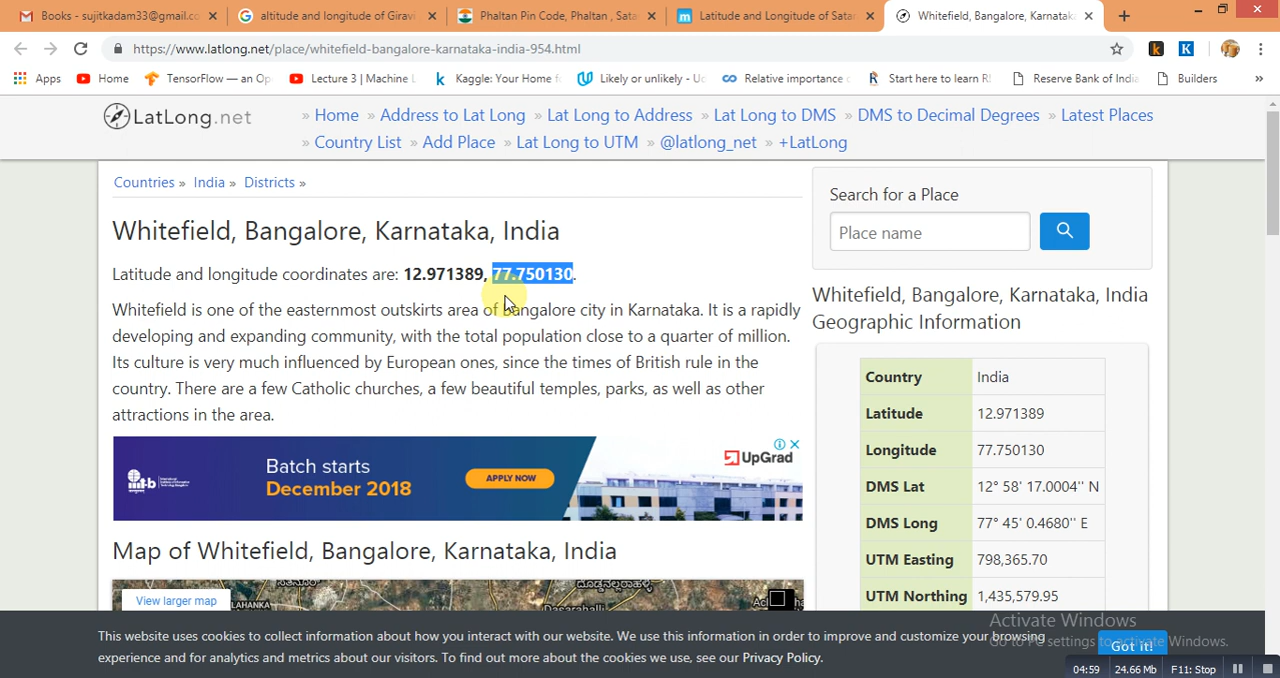 Books - sujitkadam33@gmail.co
altitude and longitude of Giravi
Phaltan Pin Code, Phaltan , Sata
Latitude and Longitude of Satar
Whitefield, Bangalore, Karnataka
https://www.latlong.net/place/whitefield-bangalore-karnataka-india-954.html
Apps
Home
TensorFlow — an Op
Lecture 3 | Machine L
Kaggle: Your Home f
Likely or unlikely - Uc
Relative importance
Start here to learn R!
Reserve Bank of India
Builders
»
LatLong.net
» Home » Address to Lat Long » Lat Long to Address » Lat Long to DMS » DMS to Decimal Degrees » Latest Places
» Country List » Add Place » Lat Long to UTM » @latlong_net » +LatLong
Countries » India » Districts »
Whitefield, Bangalore, Karnataka, India
Latitude and longitude coordinates are: 12.971389, 77.750130.
Whitefield is one of the easternmost outskirts area of bangalore city in Karnataka. It is a rapidly
developing and expanding community, with the total population close to a quarter of million.
Its culture is very much influenced by European ones, since the times of British rule in the
country. There are a few Catholic churches, a few beautiful temples, parks, as well as other
attractions in the area.
Batch starts
December 2018
APPLY NOW
UpGrad
Map of Whitefield, Bangalore, Karnataka, India
View larger map
LAHANKA
Dasarahalli
Search for a Place
Place name
Whitefield, Bangalore, Karnataka, India
Geographic Information
Country India
Latitude 12.971389
Longitude 77.750130
DMS Lat 12° 58' 17.0004'' N
DMS Long 77° 45' 0.4680'' E
UTM Easting 798,365.70
UTM Northing 1,435,579.95
Activate Windows
Go to PC settings to activate Windows.
This website uses cookies to collect information about how you interact with our website. We use this information in order to improve and customize your browsing
experience and for analytics and metrics about our visitors. To find out more about the cookies we use, see our Privacy Policy.
Got it!
04:59 24.66 Mb F11: Stop